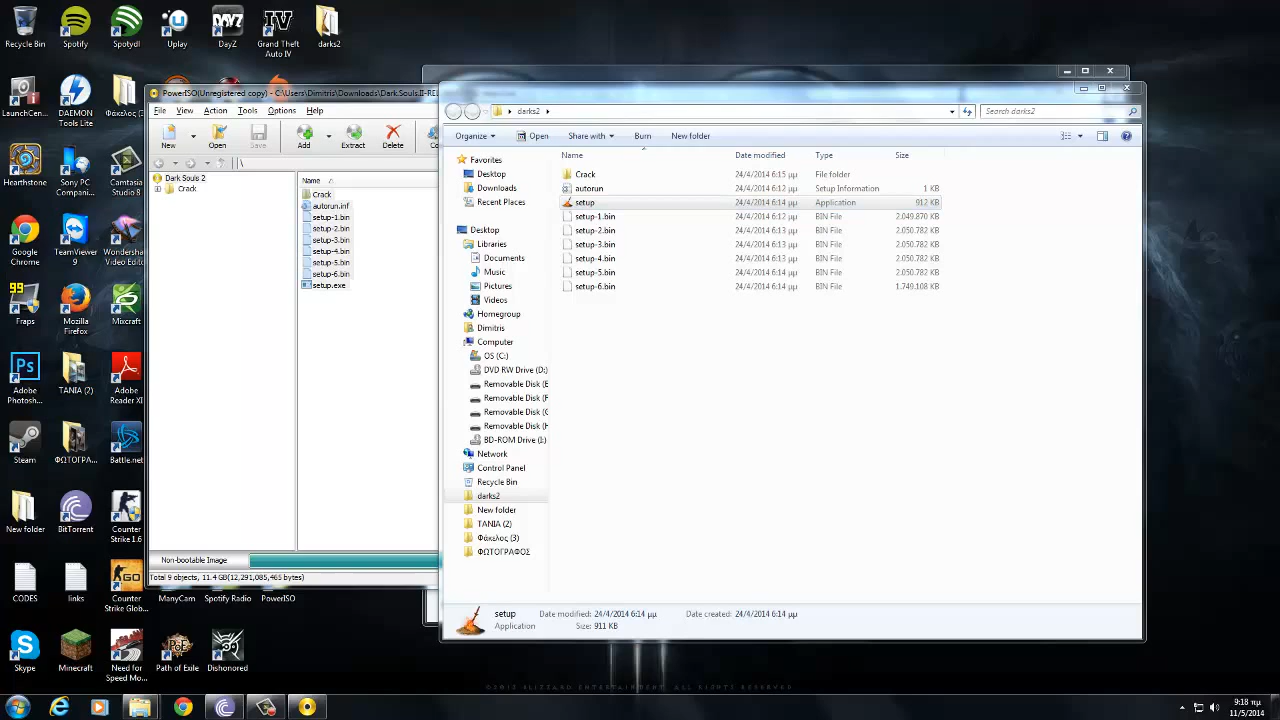 Recycle Bin
Spotify
Spotydl
Uplay
DayZ
Grand Theft
Auto IV
darks2
LaunchCen...
DAEMON
Tools Lite
Φάκελος (
Hearthstone
Sony PC
Compani...
Camtasia
Studio 8
Google
Chrome
TeamViewer
9
Wondersha...
Video Edito
99
Fraps
Mozilla
Firefox
Mixcraft
Adobe
Photosh...
TANIA (2)
Adobe
Reader XI
Steam
ΦΩΤΟΓΡΑ...
Battle.net
New folder
BitTorrent
Counter
Strike 1.6
CODES
links
Counter
Strike Glob...
ManyCam
Spotify Radio
PowerISO
Skype
Minecraft
Need for
Speed Mo...
Path of Exile
Dishonored
PowerISO(Unregistered copy) - C:\Users\Dimitris\Downloads\Dark.Souls.II-REL
File View Action Tools Options Help
New Open Save Add Extract Delete Co
\
Dark Souls 2
Crack
Name
Crack
autorun.inf
setup-1.bin
setup-2.bin
setup-3.bin
setup-4.bin
setup-5.bin
setup-6.bin
setup.exe
Non-bootable Image
Total 9 objects, 11.4 GB(12,291,085,465 bytes)
darks2
Search darks2
Organize Open Share with Burn New folder
Favorites
Desktop
Downloads
Recent Places
Desktop
Libraries
Documents
Music
Pictures
Videos
Homegroup
Dimitris
Computer
OS (C:)
DVD RW Drive (D:)
Removable Disk (E
Removable Disk (F
Removable Disk (G
Removable Disk (H
BD-ROM Drive (I:)
Network
Control Panel
Recycle Bin
darks2
New folder
TANIA (2)
Φάκελος (3)
ΦΩΤΟΓΡΑΦΟΣ
Name Date modified Type Size
Crack 24/4/2014 6:15 μμ File folder
autorun 24/4/2014 6:12 μμ Setup Information 1 KB
setup 24/4/2014 6:14 μμ Application 912 KB
setup-1.bin 24/4/2014 6:12 μμ BIN File 2.049.870 KB
setup-2.bin 24/4/2014 6:13 μμ BIN File 2.050.782 KB
setup-3.bin 24/4/2014 6:13 μμ BIN File 2.050.782 KB
setup-4.bin 24/4/2014 6:13 μμ BIN File 2.050.782 KB
setup-5.bin 24/4/2014 6:14 μμ BIN File 2.050.782 KB
setup-6.bin 24/4/2014 6:14 μμ BIN File 1.749.108 KB
setup Date modified: 24/4/2014 6:14 μμ Date created: 24/4/2014 6:14 μμ
Application Size: 911 KB
©2012 BLIZZARD ENTERTAINMENT. ALL RIGHTS RESERVED
9:18 πμ
11/5/2014